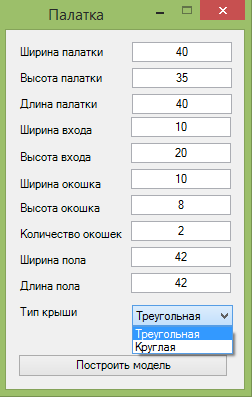 Палатка
Ширина палатки 40
Высота палатки 35
Длина палатки 40
Ширина входа 10
Высота входа 20
Ширина окошка 10
Высота окошка 8
Количество окошек 2
Ширина пола 42
Длина пола 42
Тип крыши Треугольная
Треугольная
Круглая
Построить модель